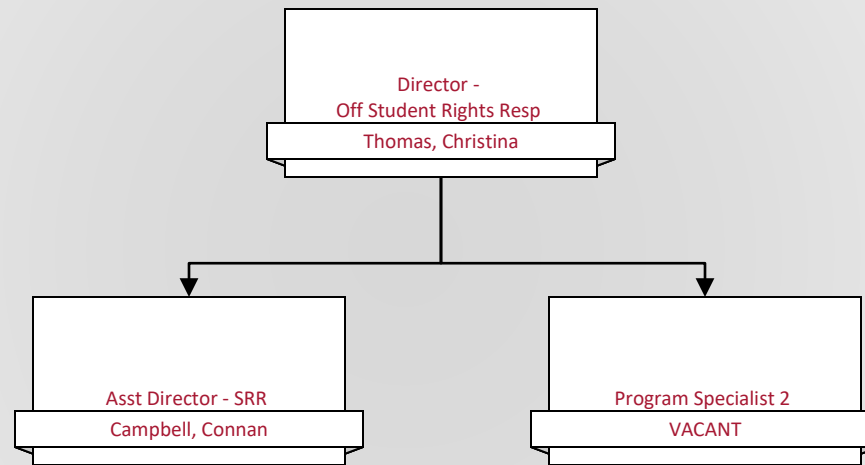 Director -
Off Student Rights Resp
Thomas, Christina
Asst Director - SRR
Campbell, Connan
Program Specialist 2
VACANT